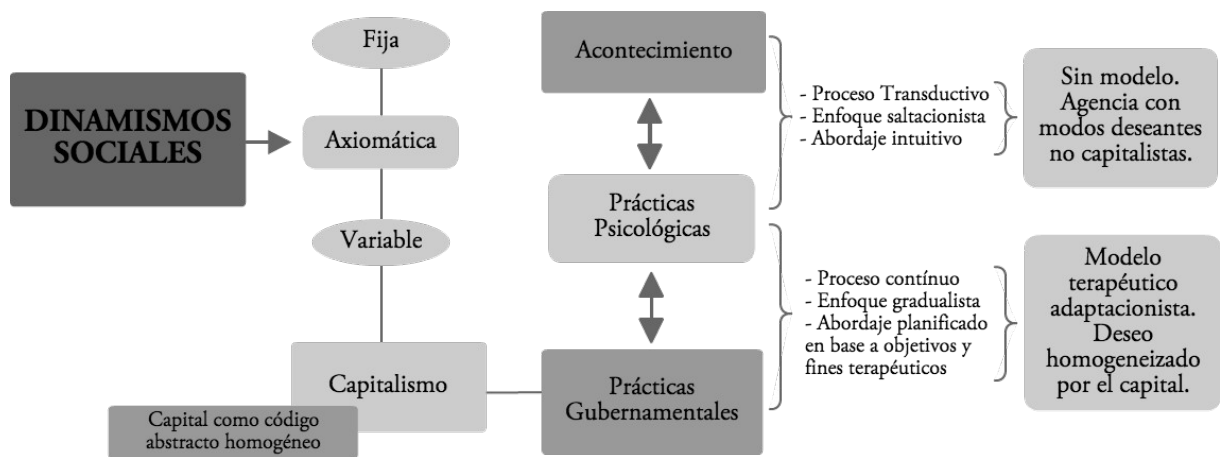 DINAMISMOS
SOCIALES
Fija
Axiomática
Variable
Capitalismo
Capital como código
abstracto homogéneo
Acontecimiento
Prácticas
Psicológicas
Prácticas
Gubernamentales
- Proceso Transductivo
- Enfoque saltacionista
- Abordaje intuitivo
- Proceso contínuo
- Enfoque gradualista
- Abordaje planificado
en base a objetivos y
fines terapéuticos
Sin modelo.
Agencia con
modos deseantes
no capitalistas.
Modelo
terapéutico
adaptacionista.
Deseo
homogeneizado
por el capital.